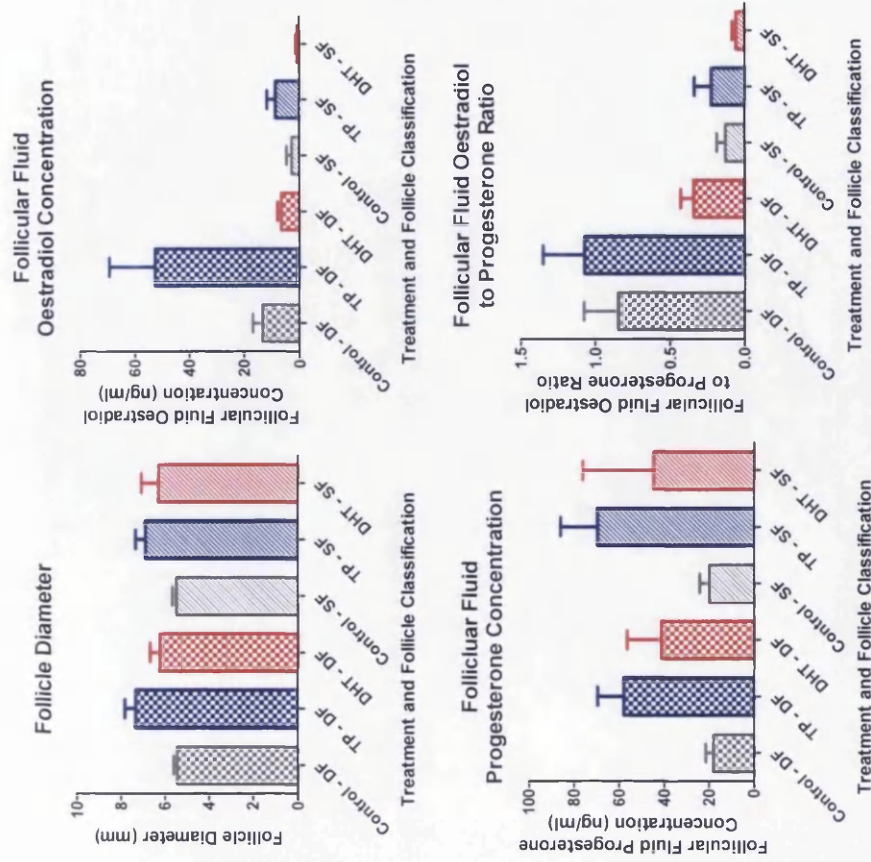 Follicle Diameter
Follicle Diameter (mm)
10
8
6
4
2
0
Control - DF
TP - DF
DHT - DF
Control - SF
TP - SF
DHT - SF
Treatment and Follicle Classification
Follicular Fluid
Oestradiol Concentration
Follicular Fluid Oestradiol
Concentration (ng/ml)
80
60
40
20
0
Control - DF
TP - DF
DHT - DF
Control - SF
TP - SF
DHT - SF
Treatment and Follicle Classification
Follicluar Fluid
Progesterone Concentration
Follicular Fluid Progesterone
Concentration (ng/ml)
100
80
60
40
20
0
Control - DF
TP - DF
DHT - DF
Control - SF
TP - SF
DHT - SF
Treatment and Follicle Classification
Follicular Fluid Oestradiol
to Progesterone Ratio
Follicular Fluid Oestradiol
to Progesterone Ratio
1.5
1.0
0.5
0.0
Control - DF
TP - DF
DHT - DF
Control - SF
TP - SF
DHT - SF
Treatment and Follicle Classification